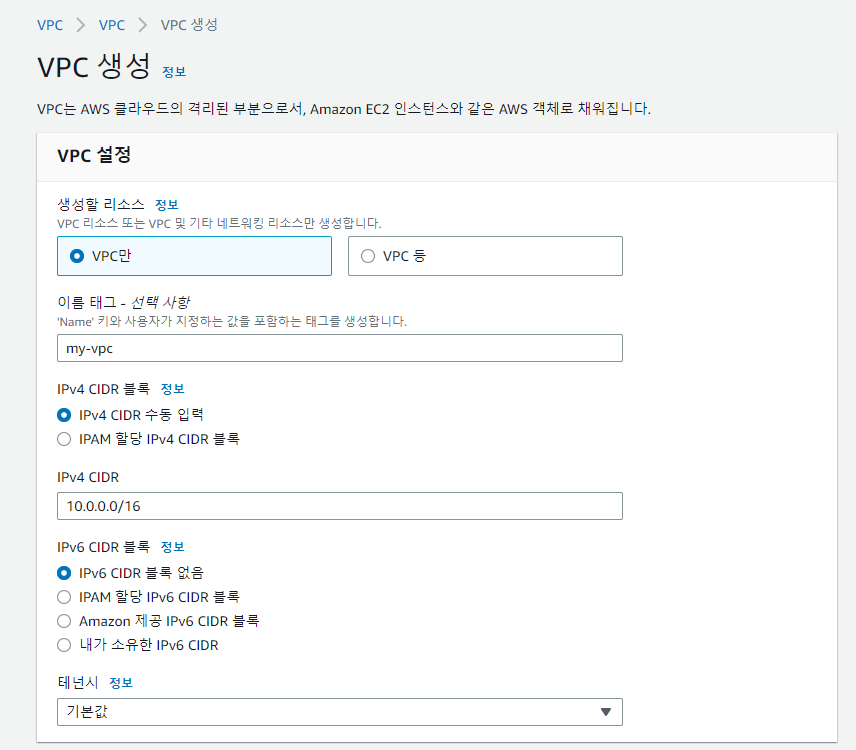 VPC > VPC > VPC 생성
VPC 생성 정보
VPC는 AWS 클라우드의 격리된 부분으로서, Amazon EC2 인스턴스와 같은 AWS 객체로 채워집니다.
VPC 설정
생성할 리소스 정보
VPC 리소스 또는 VPC 및 기타 네트워킹 리소스만 생성합니다.
VPC만 VPC 등
이름 태그 - 선택 사항
'Name' 키와 사용자가 지정하는 값을 포함하는 태그를 생성합니다.
my-vpc
IPv4 CIDR 블록 정보
IPv4 CIDR 수동 입력
IPAM 할당 IPv4 CIDR 블록
IPv4 CIDR
10.0.0.0/16
IPv6 CIDR 블록 정보
IPv6 CIDR 블록 없음
IPAM 할당 IPv6 CIDR 블록
Amazon 제공 IPv6 CIDR 블록
내가 소유한 IPv6 CIDR
테넌시 정보
기본값